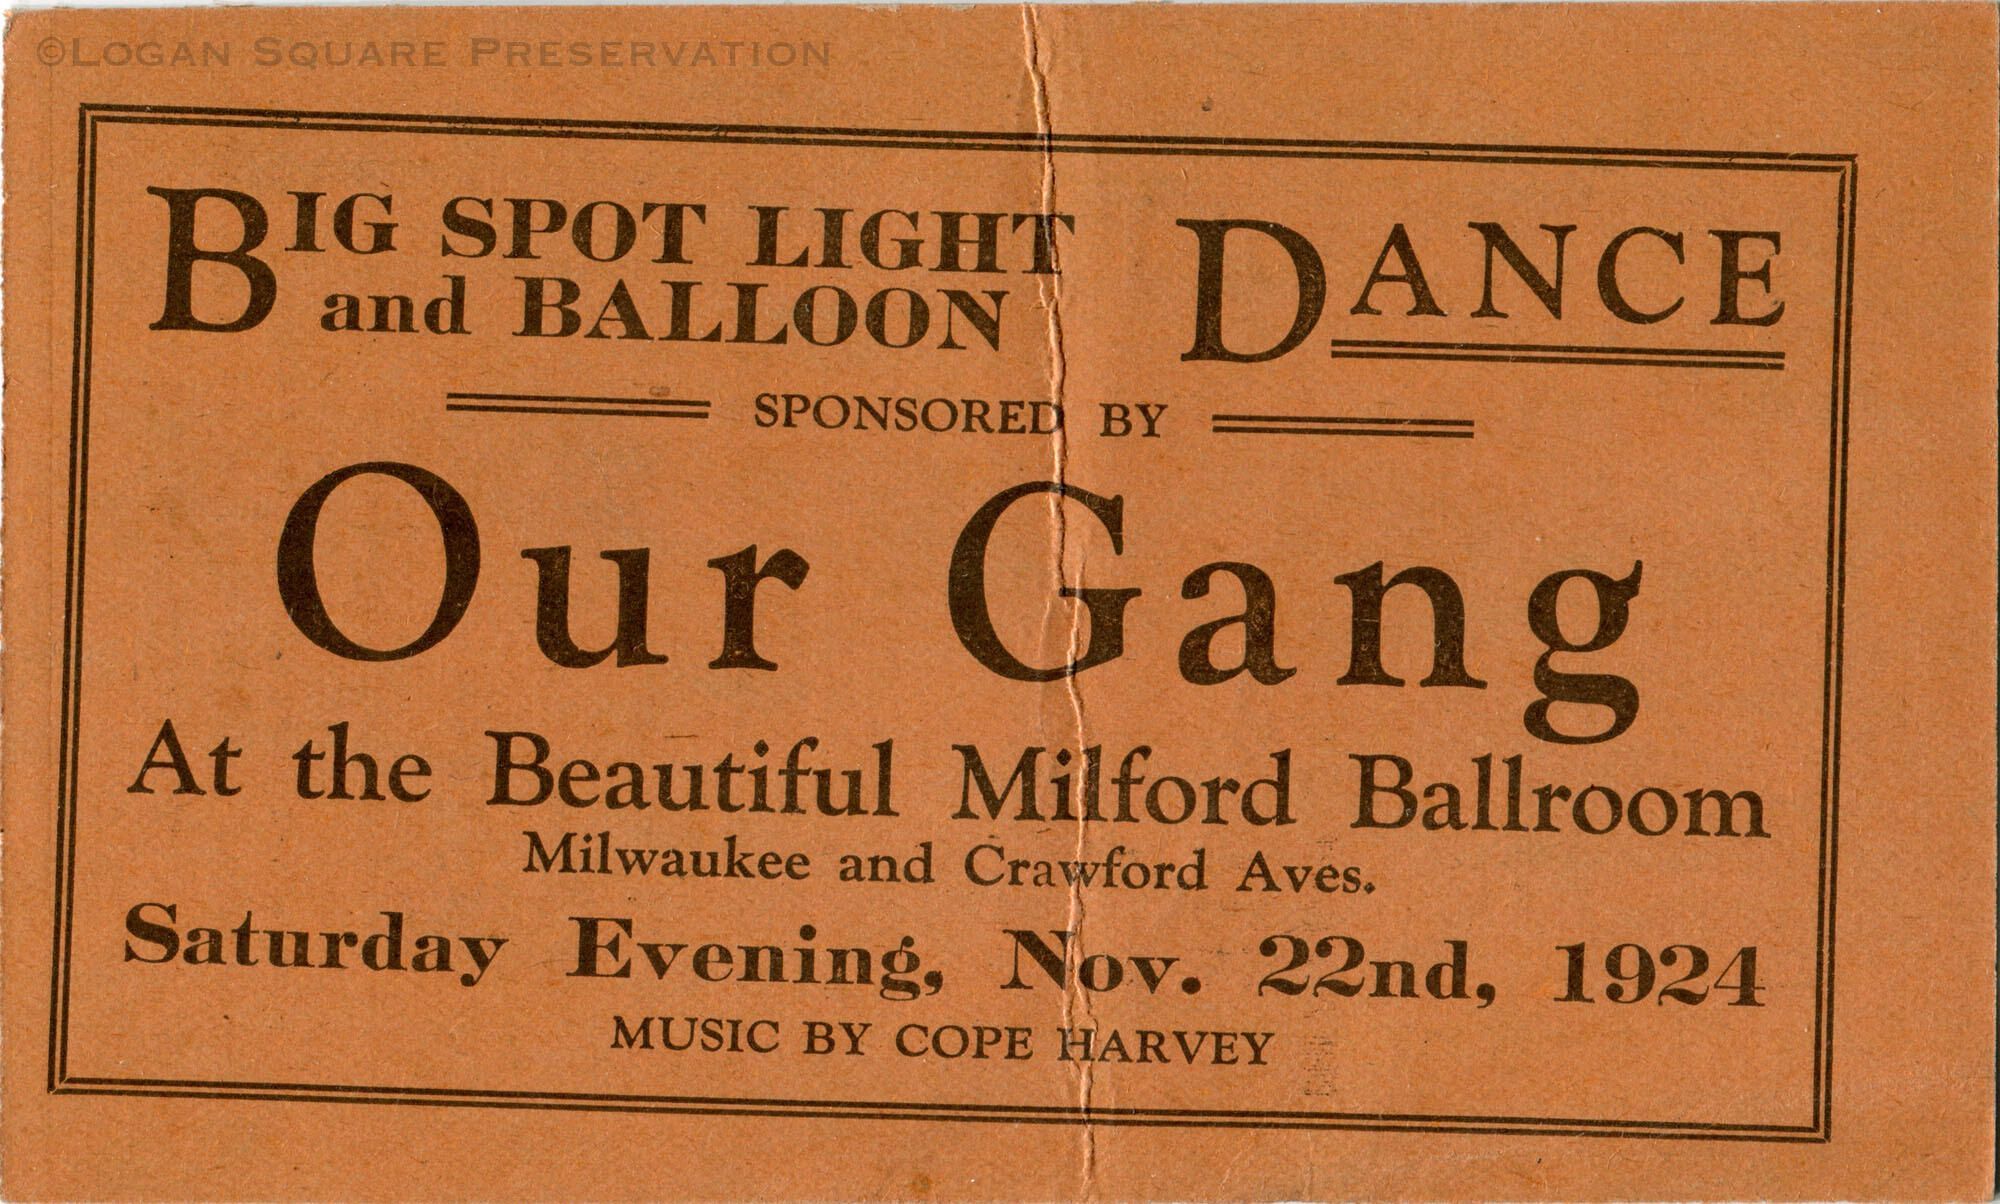 ©Logan Square Preservation
BIG SPOT LIGHT
and BALLOON
DANCE
SPONSORED BY
Our Gang
At the Beautiful Milford Ballroom
Milwaukee and Crawford Aves.
Saturday Evening, Nov. 22nd, 1924
MUSIC BY COPE HARVEY